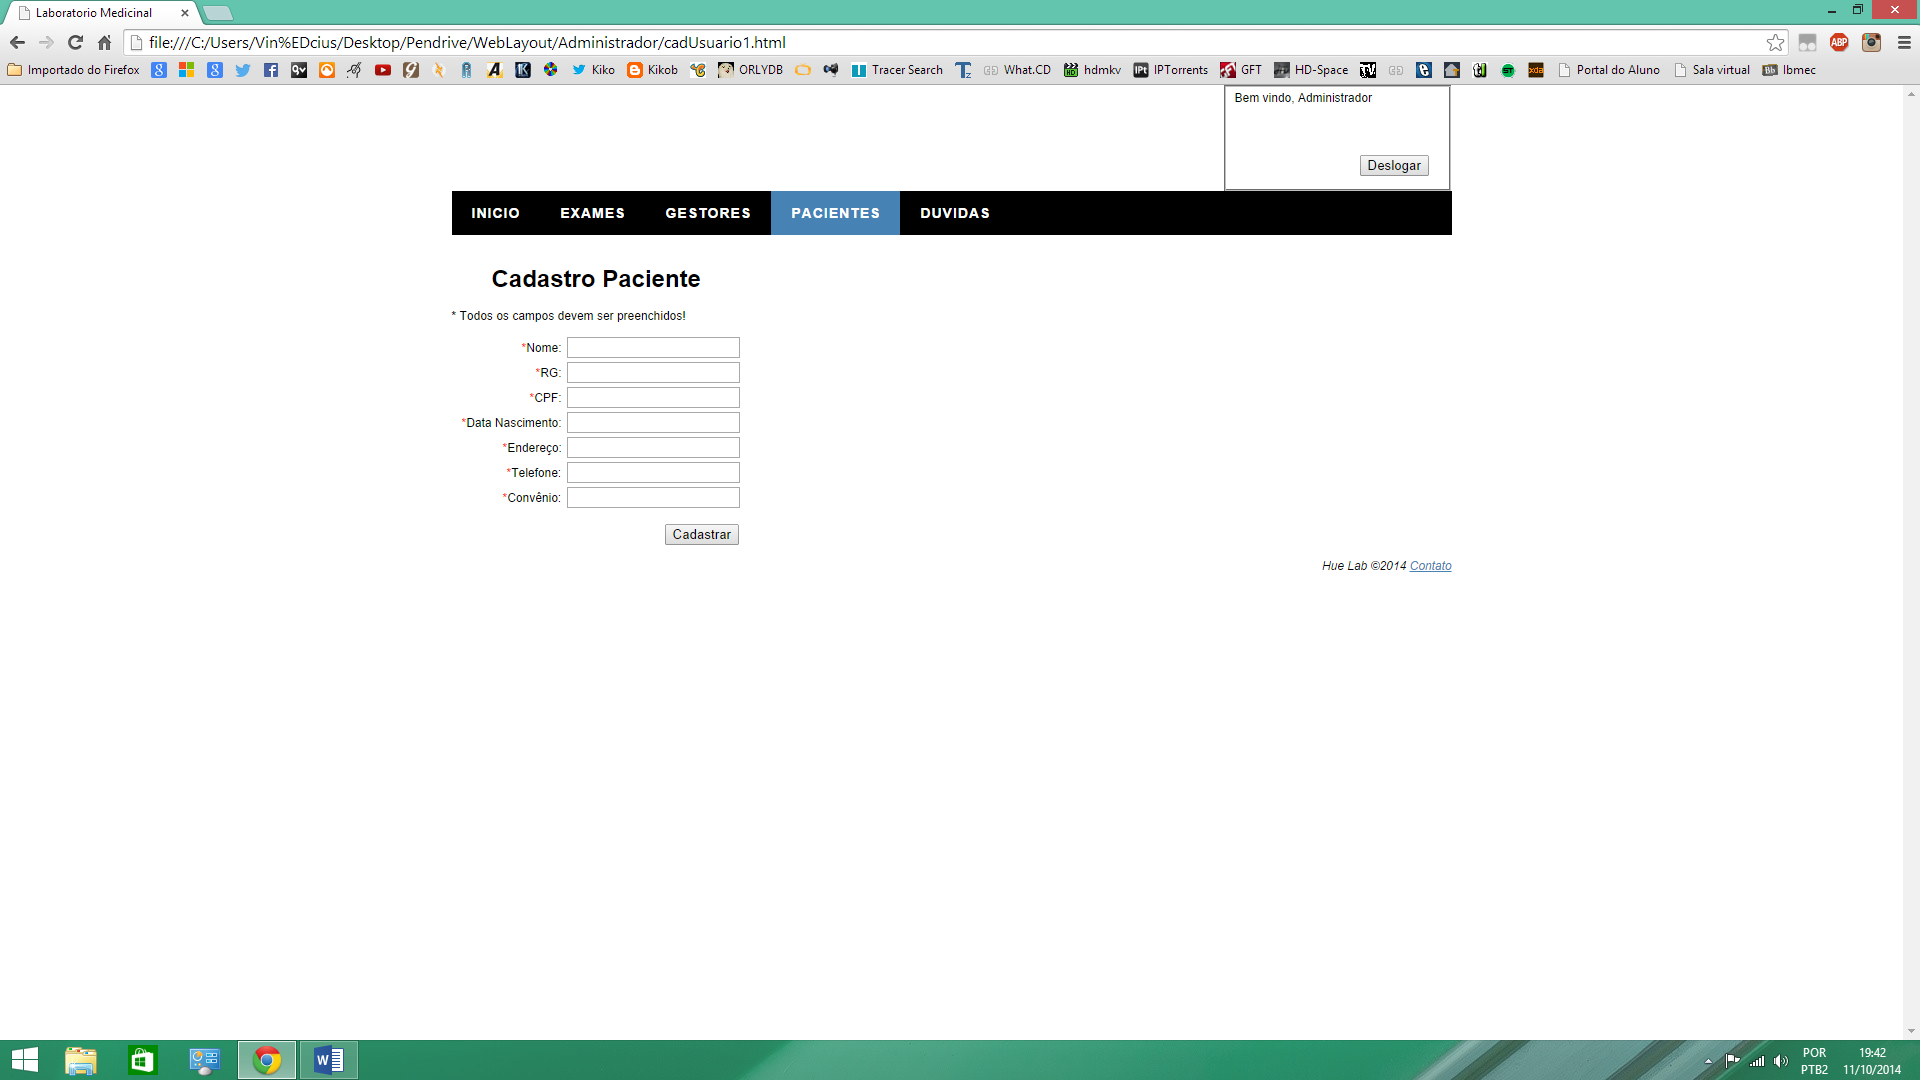 Laboratorio Medicinal
file:///C:/Users/Vin%EDcius/Desktop/Pendrive/WebLayout/Administrador/cadUsuario1.html
ABP
Importado do Firefox Kiko Kikob ORLYDB Tracer Search What.CD hdmkv IPTorrents GFT HD-Space Portal do Aluno Sala virtual Ibmec
Bem vindo, Administrador
Deslogar
INICIO EXAMES GESTORES PACIENTES DUVIDAS
Cadastro Paciente
* Todos os campos devem ser preenchidos!
*Nome:
*RG:
*CPF:
*Data Nascimento:
*Endereço:
*Telefone:
*Convênio:
Cadastrar
Hue Lab ©2014 Contato
POR 19:42
PTB2 11/10/2014